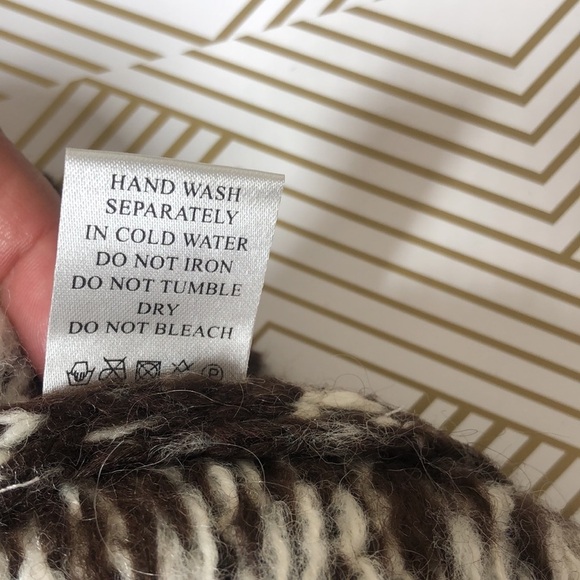 HAND WASH
SEPARATELY
IN COLD WATER
DO NOT IRON
DO NOT TUMBLE
DRY
DO NOT BLEACH
P